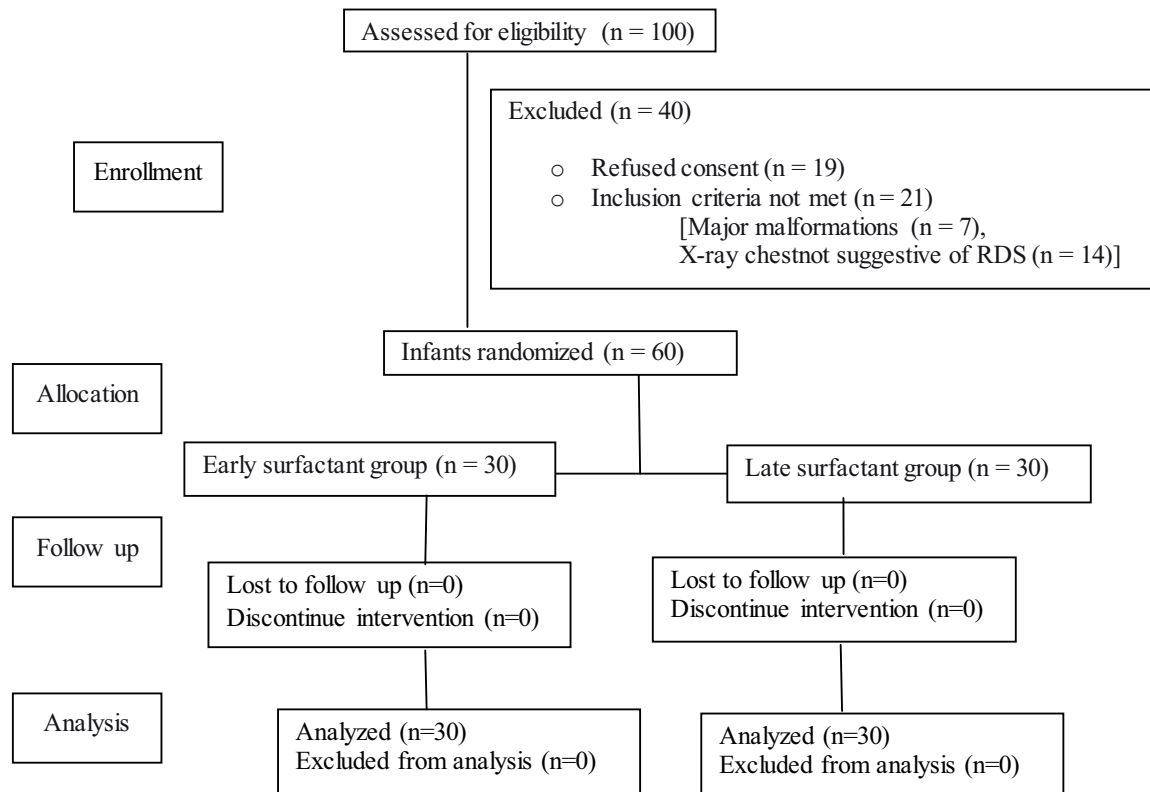 Assessed for eligibility (n = 100)
Excluded (n = 40)
o Refused consent (n = 19)
o Inclusion criteria not met (n = 21)
[Major malformations (n = 7),
X-ray chestnot suggestive of RDS (n = 14)]
Enrollment
Infants randomized (n = 60)
Allocation
Early surfactant group (n = 30)
Late surfactant group (n = 30)
Follow up
Lost to follow up (n=0)
Discontinue intervention (n=0)
Lost to follow up (n=0)
Discontinue intervention (n=0)
Analysis
Analyzed (n=30)
Excluded from analysis (n=0)
Analyzed (n=30)
Excluded from analysis (n=0)